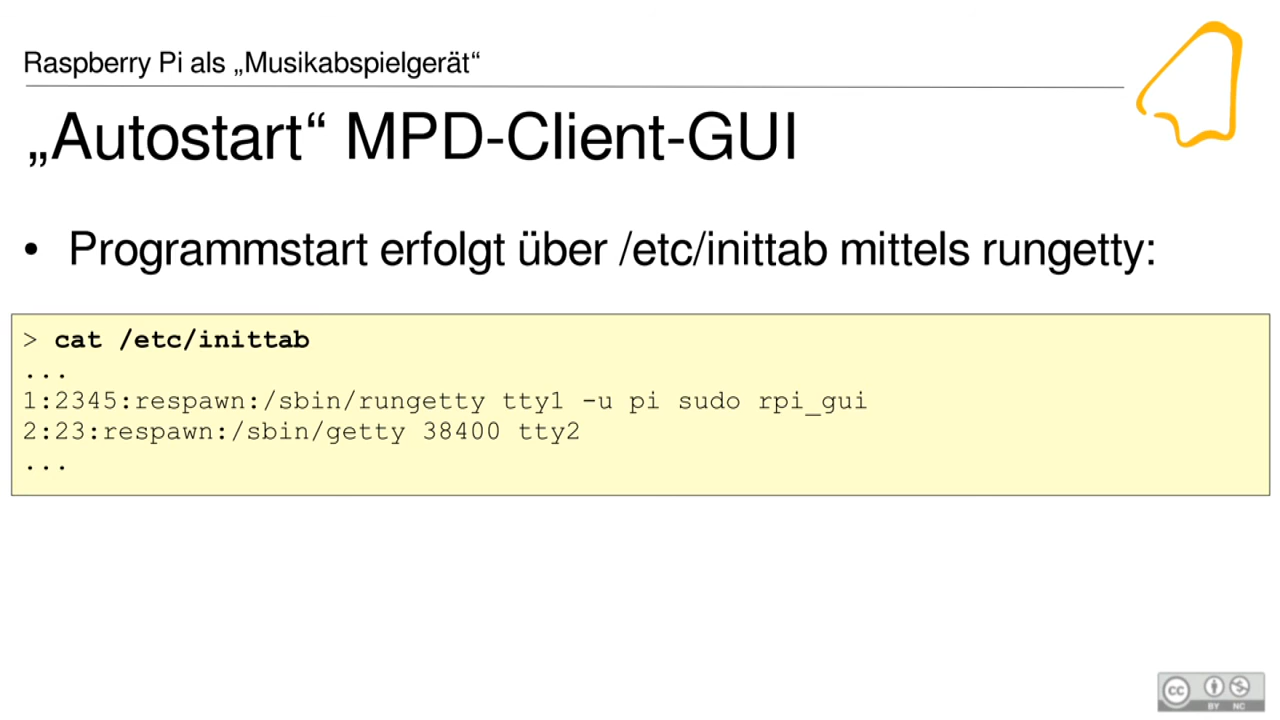 Raspberry Pi als „Musikabspielgerät“
„Autostart“ MPD-Client-GUI
• Programmstart erfolgt über /etc/inittab mittels rungetty:
> cat /etc/inittab
...
1:2345:respawn:/sbin/rungetty tty1 -u pi sudo rpi_gui
2:23:respawn:/sbin/getty 38400 tty2
...
cc
BY NC